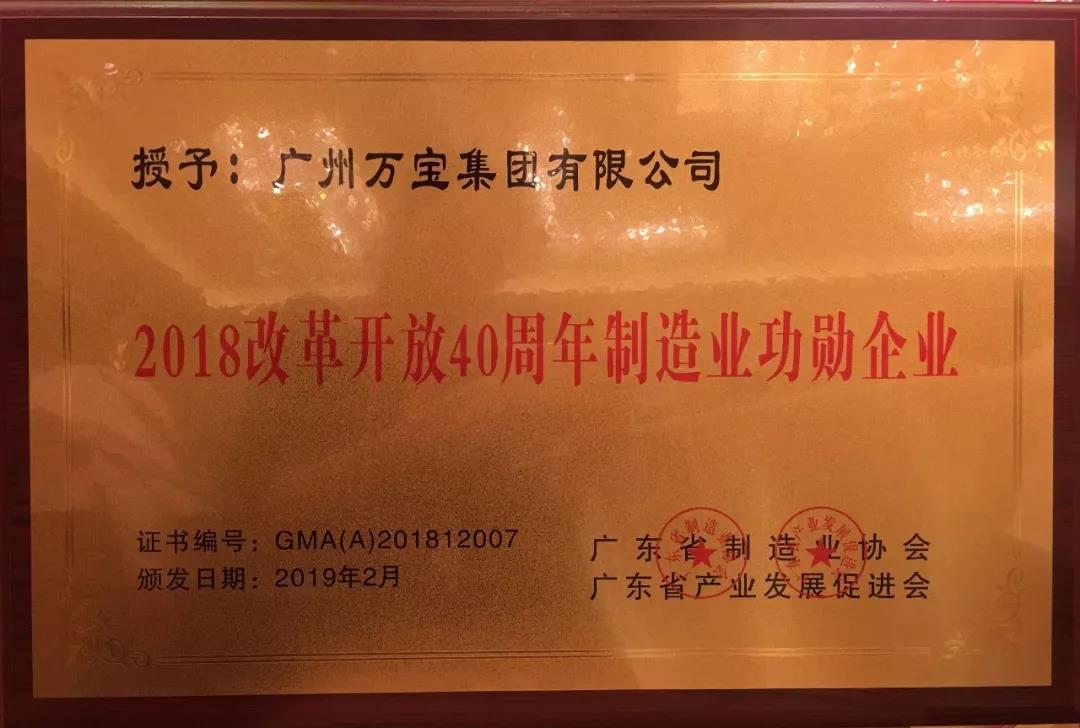 授予：广州万宝集团有限公司
2018改革开放40周年制造业功勋企业
证书编号：GMA(A)201812007
颁发日期：2019年2月
广东省制造业协会
广东省产业发展促进会